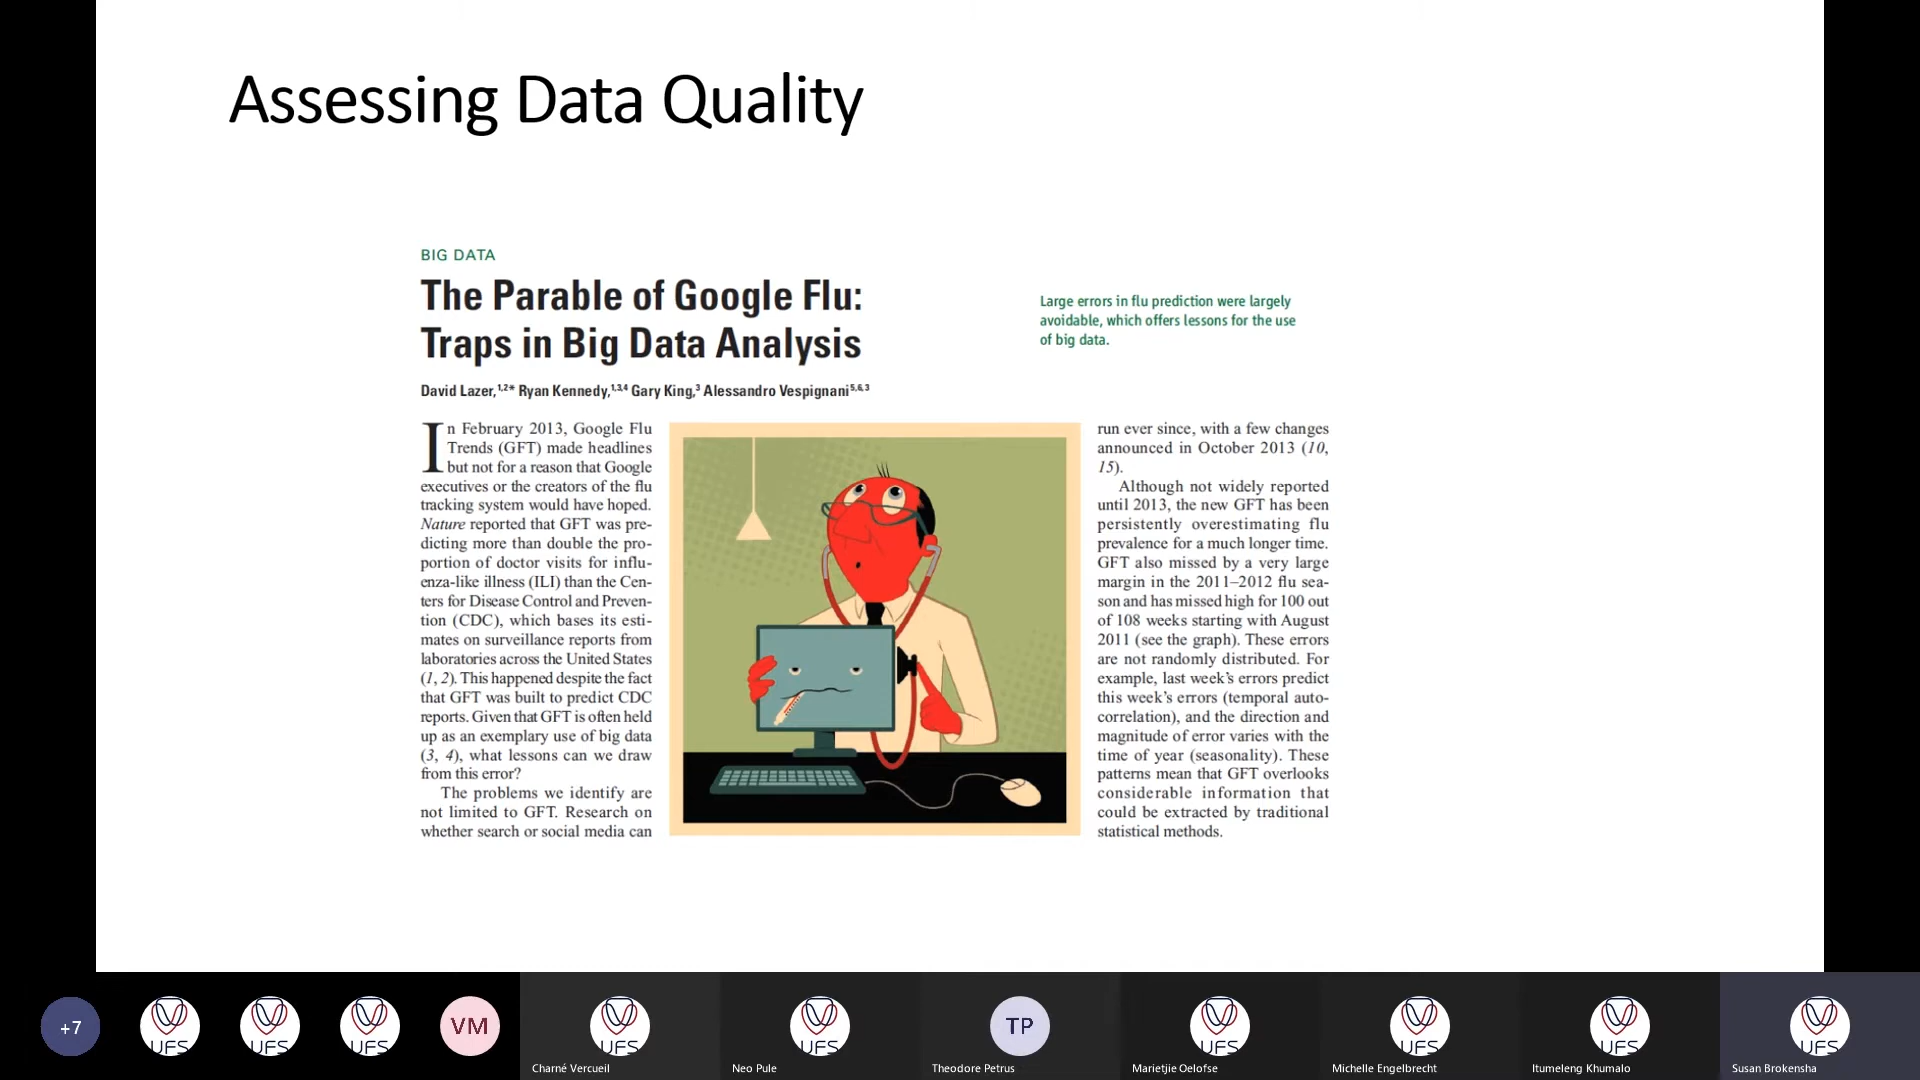 Assessing Data Quality
BIG DATA
The Parable of Google Flu:
Traps in Big Data Analysis
Large errors in flu prediction were largely
avoidable, which offers lessons for the use
of big data.
David Lazer,1,2* Ryan Kennedy,1,3,4 Gary King,3 Alessandro Vespignani5,6,3
In February 2013, Google Flu
Trends (GFT) made headlines
but not for a reason that Google
executives or the creators of the flu
tracking system would have hoped.
Nature reported that GFT was pre-
dicting more than double the pro-
portion of doctor visits for influ-
enza-like illness (ILI) than the Cen-
ters for Disease Control and Preven-
tion (CDC), which bases its esti-
mates on surveillance reports from
laboratories across the United States
(1, 2). This happened despite the fact
that GFT was built to predict CDC
reports. Given that GFT is often held
up as an exemplary use of big data
(3, 4), what lessons can we draw
from this error?
The problems we identify are
not limited to GFT. Research on
whether search or social media can
run ever since, with a few changes
announced in October 2013 (10,
15).
Although not widely reported
until 2013, the new GFT has been
persistently overestimating flu
prevalence for a much longer time.
GFT also missed by a very large
margin in the 2011–2012 flu sea-
son and has missed high for 100 out
of 108 weeks starting with August
2011 (see the graph). These errors
are not randomly distributed. For
example, last week's errors predict
this week's errors (temporal auto-
correlation), and the direction and
magnitude of error varies with the
time of year (seasonality). These
patterns mean that GFT overlooks
considerable information that
could be extracted by traditional
statistical methods.
+7
UFS
UFS
UFS
VM
UFS
UFS
TP
UFS
UFS
UFS
UFS
Charné Vercueil
Neo Pule
Theodore Petrus
Marietjie Oelofse
Michelle Engelbrecht
Itumeleng Khumalo
Susan Brokensha